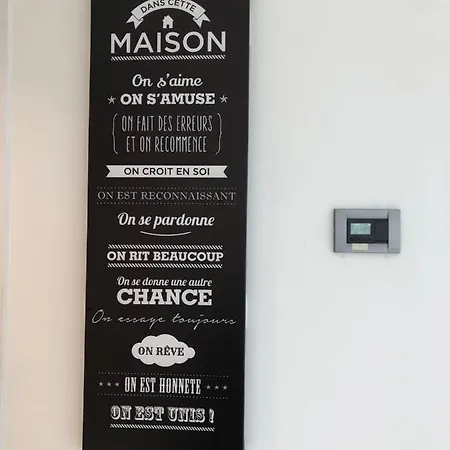 DANS CETTE
MAISON
On s'aime
ON S'AMUSE
ON FAIT DES ERREURS
ET ON RECOMMENCE
ON CROIT EN SOI
ON EST RECONNAISSANT
On se pardonne
ON RIT BEAUCOUP
On se donne une autre
CHANCE
On essaye toujours
ON RÊVE
ON EST HONNETE
ON EST UNIS !